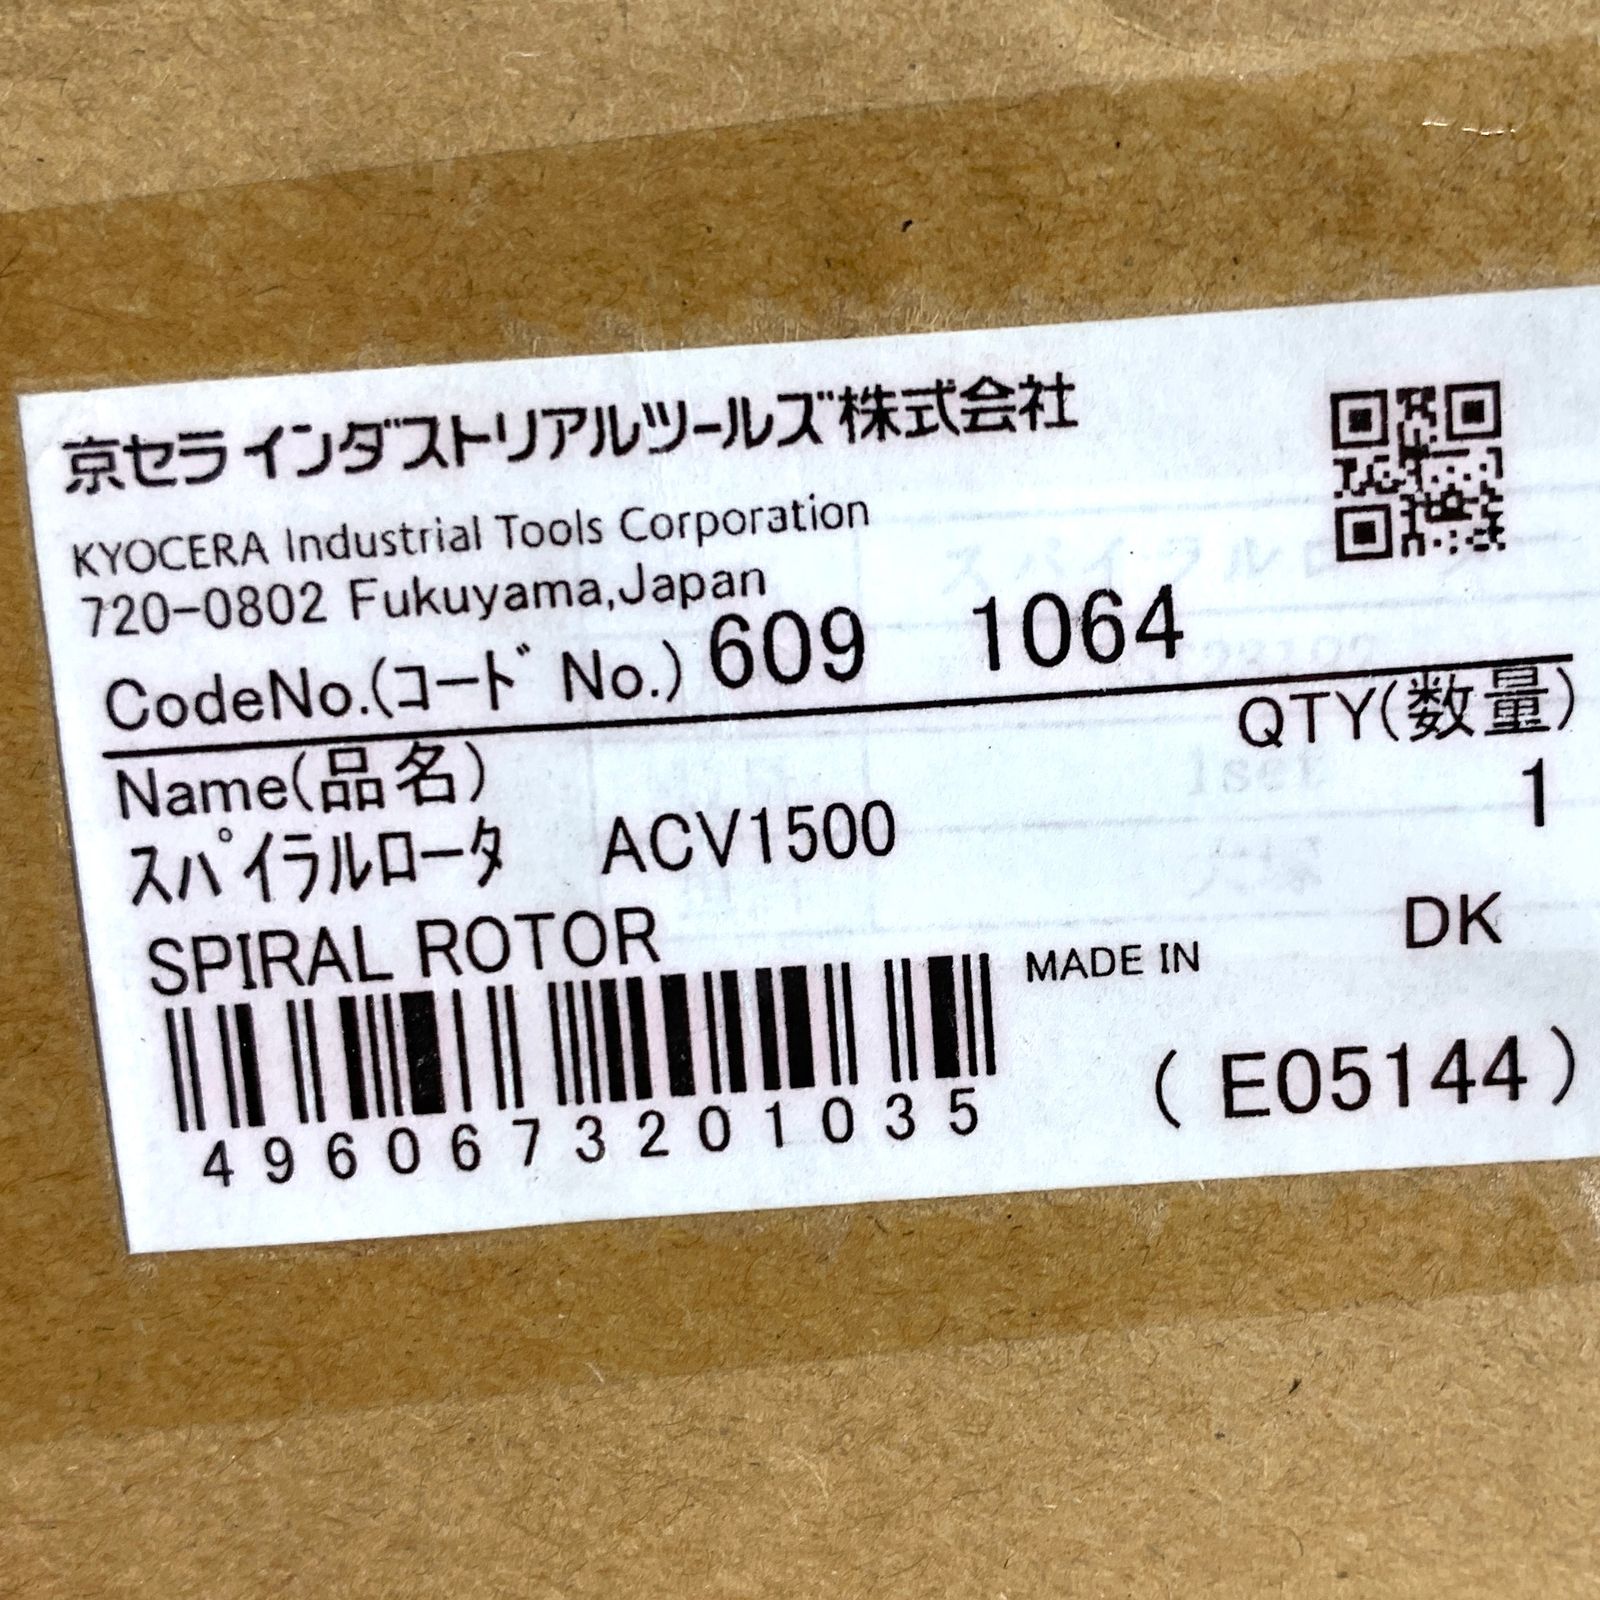 京セラ インダストリアルツールズ株式会社
KYOCERA Industrial Tools Corporation
720-0802 Fukuyama,Japan
CodeNo.(コード No.) 609 1064
Name(品名) QTY(数量)
スパイラルロータ ACV1500 1
SPIRAL ROTOR DK
MADE IN
(E05144)
4960673201035